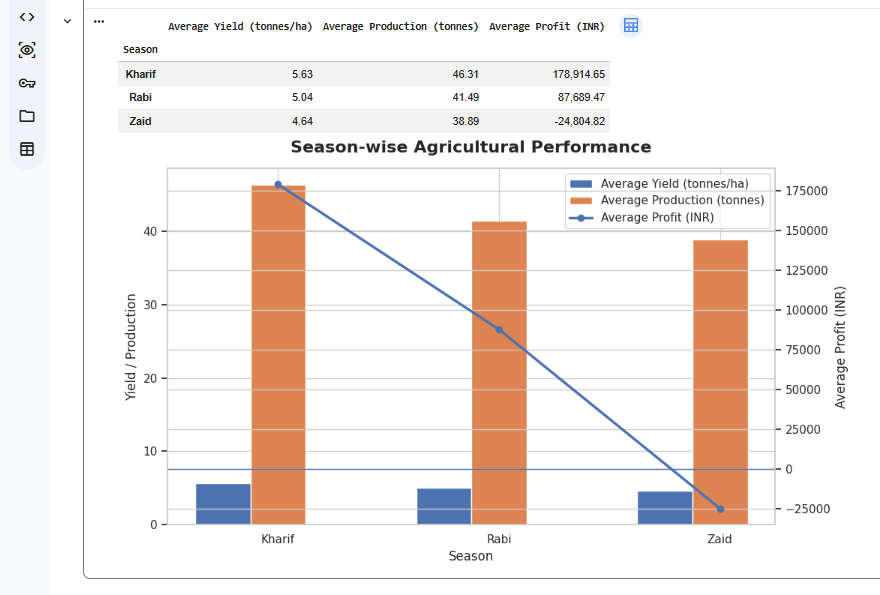 Average Yield (tonnes/ha) Average Production (tonnes) Average Profit (INR)
Season
Kharif 5.63 46.31 178,914.65
Rabi 5.04 41.49 87,689.47
Zaid 4.64 38.89 -24,804.82
Season-wise Agricultural Performance
Average Yield (tonnes/ha)
Average Production (tonnes)
Average Profit (INR)
Yield / Production
40
30
20
10
0
175000
150000
125000
100000
75000
50000
25000
0
−25000
Average Profit (INR)
Kharif Rabi Zaid
Season